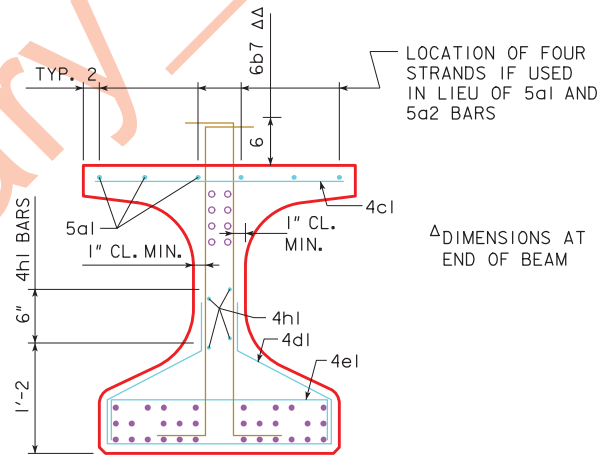 6b7 ΔΔ
TYP. 2
6
LOCATION OF FOUR
STRANDS IF USED
IN LIEU OF 5a1 AND
5a2 BARS
5a1
4c1
1" CL. MIN.
1" CL.
MIN.
Δ DIMENSIONS AT
END OF BEAM
4h1 BARS
6"
4h1
4d1
4e1
1'-2